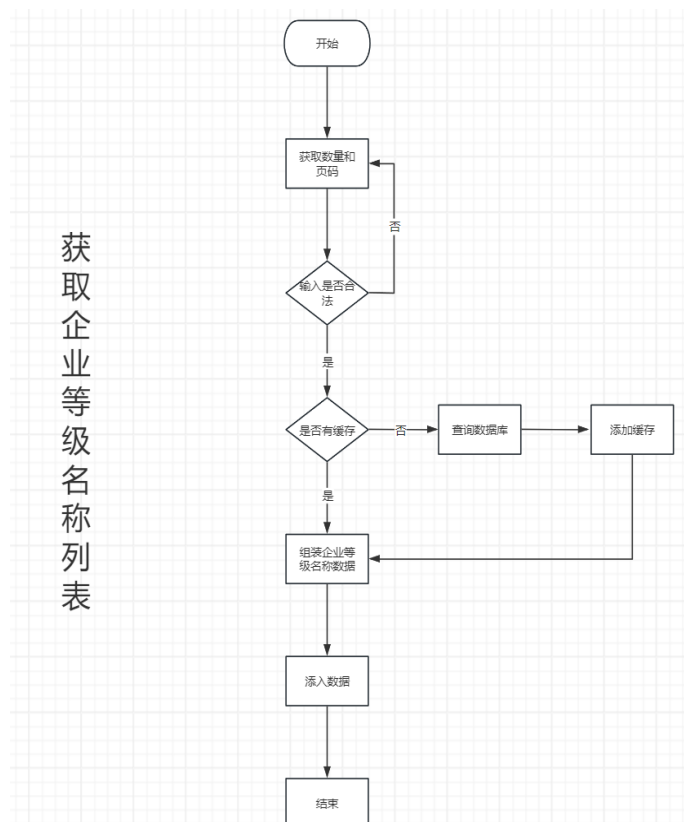 开始
获取数量和
页码
否
输入是否合
法
是
是否有缓存
否
查询数据库
添加缓存
是
组装企业等
级名称数据
添入数据
结束
获取企业等级名称列表